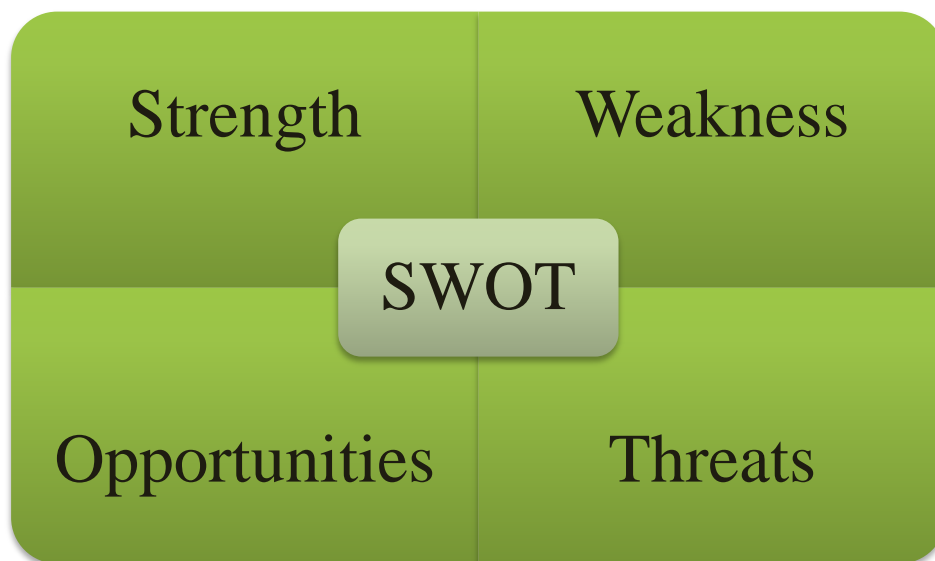 Strength
Weakness
SWOT
Opportunities
Threats